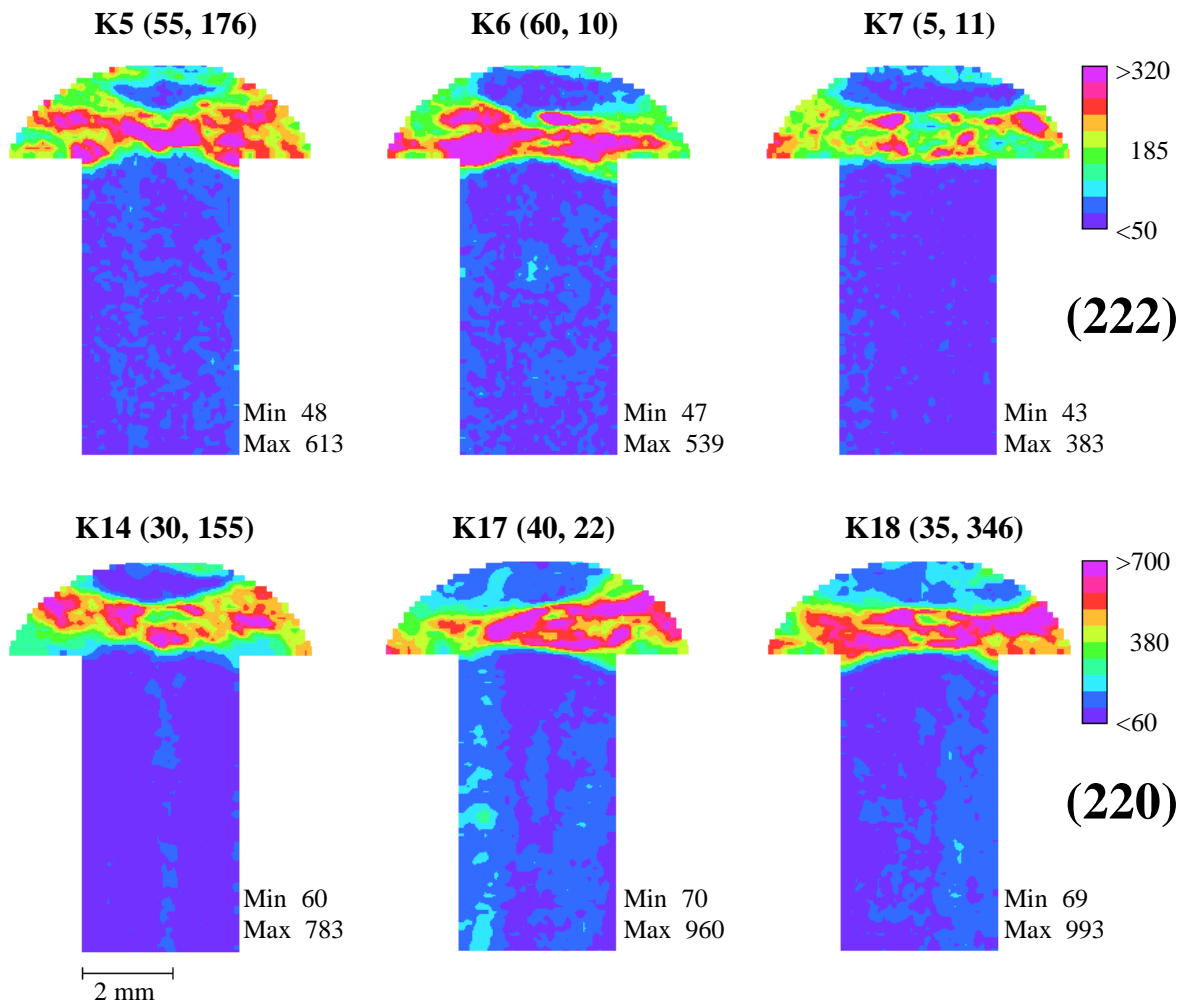 K5 (55, 176)
K6 (60, 10)
K7 (5, 11)
>320
185
<50
(222)
Min 48
Max 613
Min 47
Max 539
Min 43
Max 383
K14 (30, 155)
K17 (40, 22)
K18 (35, 346)
>700
380
<60
(220)
Min 60
Max 783
Min 70
Max 960
Min 69
Max 993
2 mm